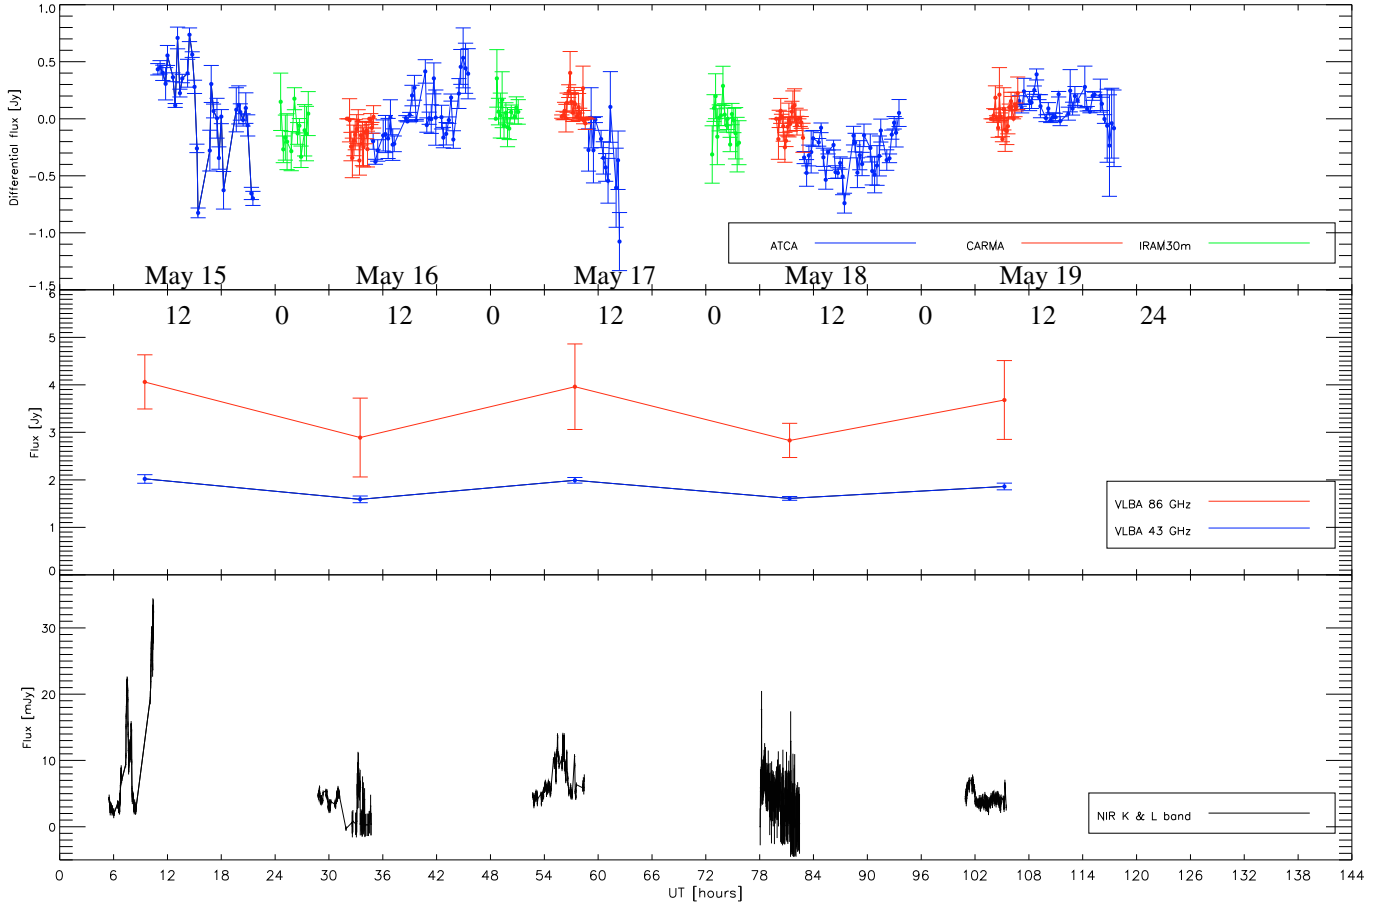 1.0
0.5
0.0
−0.5
−1.0
−1.5
Differential flux [Jy]
ATCA CARMA IRAM30m
May 15 May 16 May 17 May 18 May 19
12 0 12 0 12 0 12 0 12 24
6
5
4
3
2
1
0
Flux [Jy]
VLBA 86 GHz
VLBA 43 GHz
30
20
10
0
Flux [mJy]
NIR K & L band
0 6 12 18 24 30 36 42 48 54 60 66 72 78 84 90 96 102 108 114 120 126 132 138 144
UT [hours]